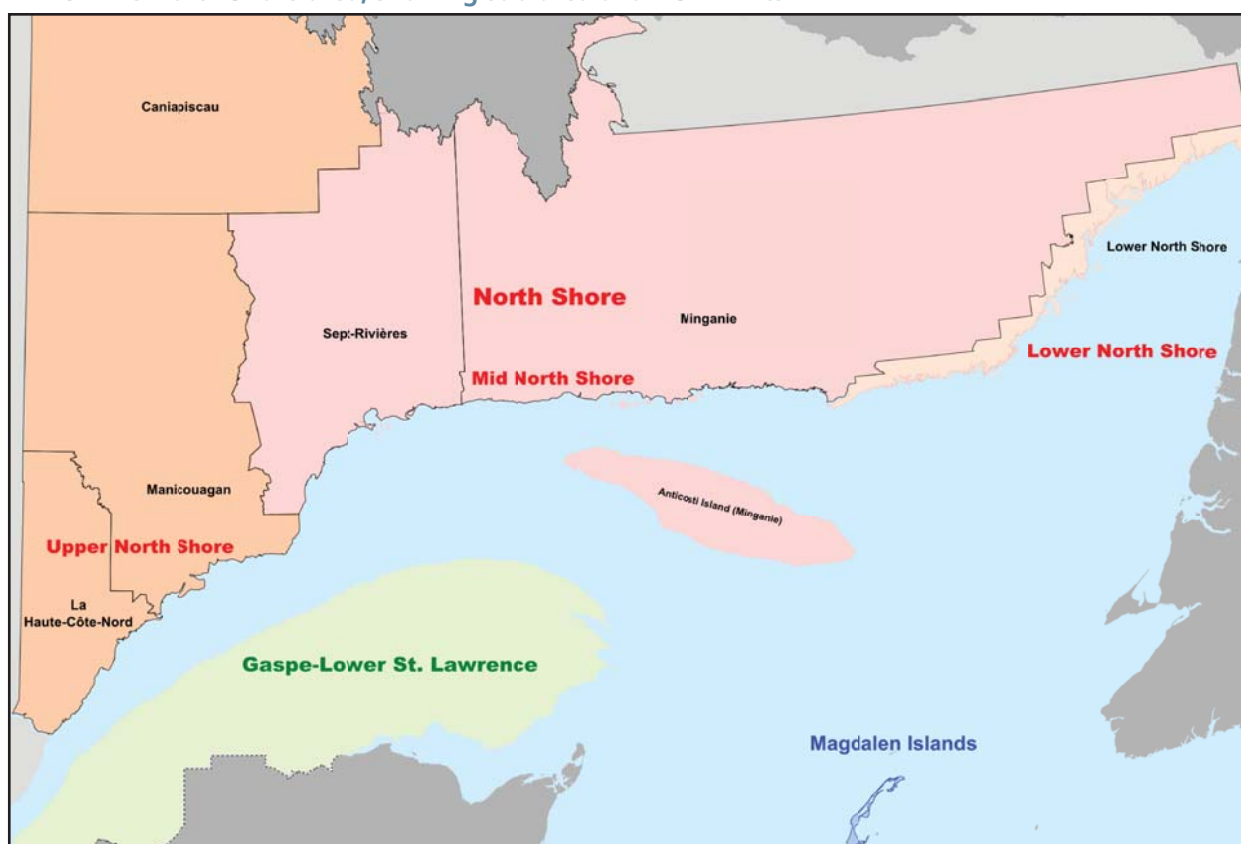 Caniapiscau
Lower North Shore
North Shore
Minganie
Sept-Rivières
Lower North Shore
Mid North Shore
Manicouagan
Anticosti Island (Minganie)
Upper North Shore
La
Haute-Côte-Nord
Gaspe-Lower St. Lawrence
Magdalen Islands